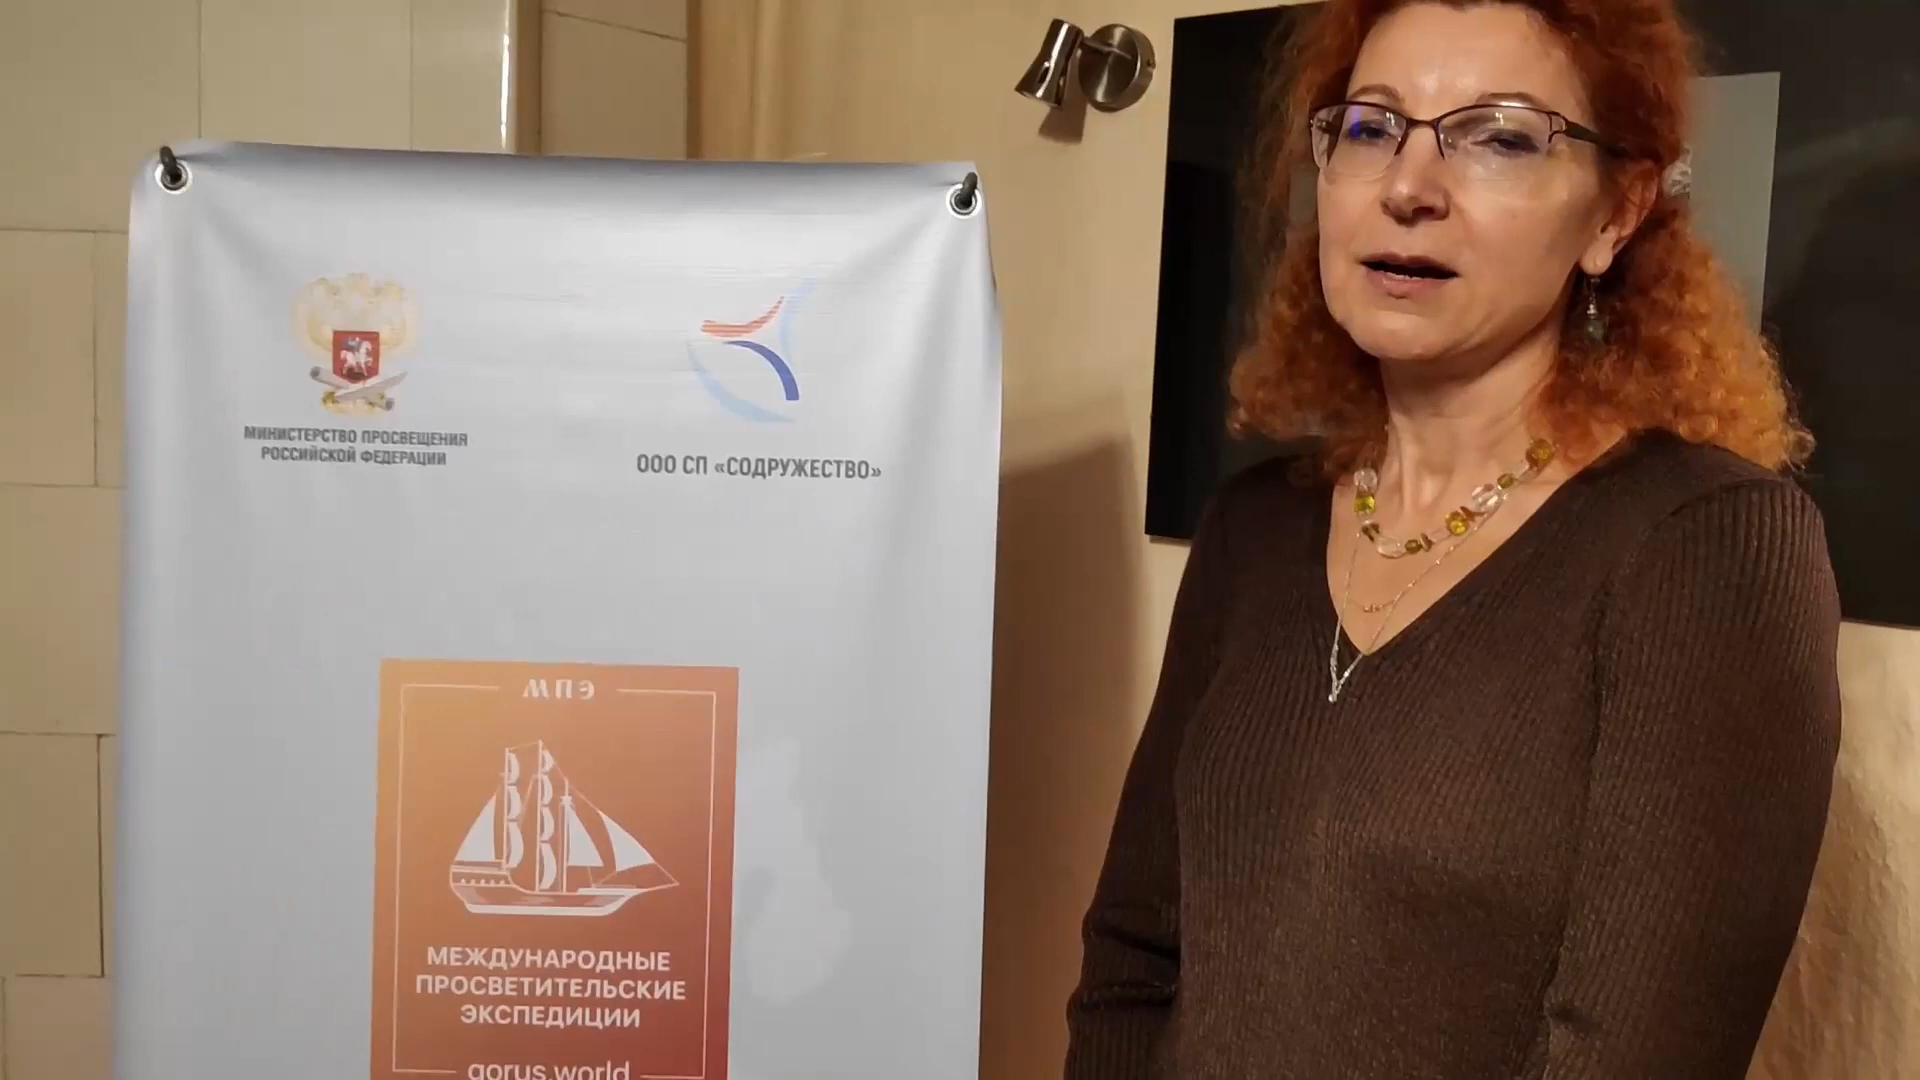 МИНИСТЕРСТВО ПРОСВЕЩЕНИЯ
РОССИЙСКОЙ ФЕДЕРАЦИИ
ООО СП «СОДРУЖЕСТВО»
МПЭ
МЕЖДУНАРОДНЫЕ
ПРОСВЕТИТЕЛЬСКИЕ
ЭКСПЕДИЦИИ
gorus.world